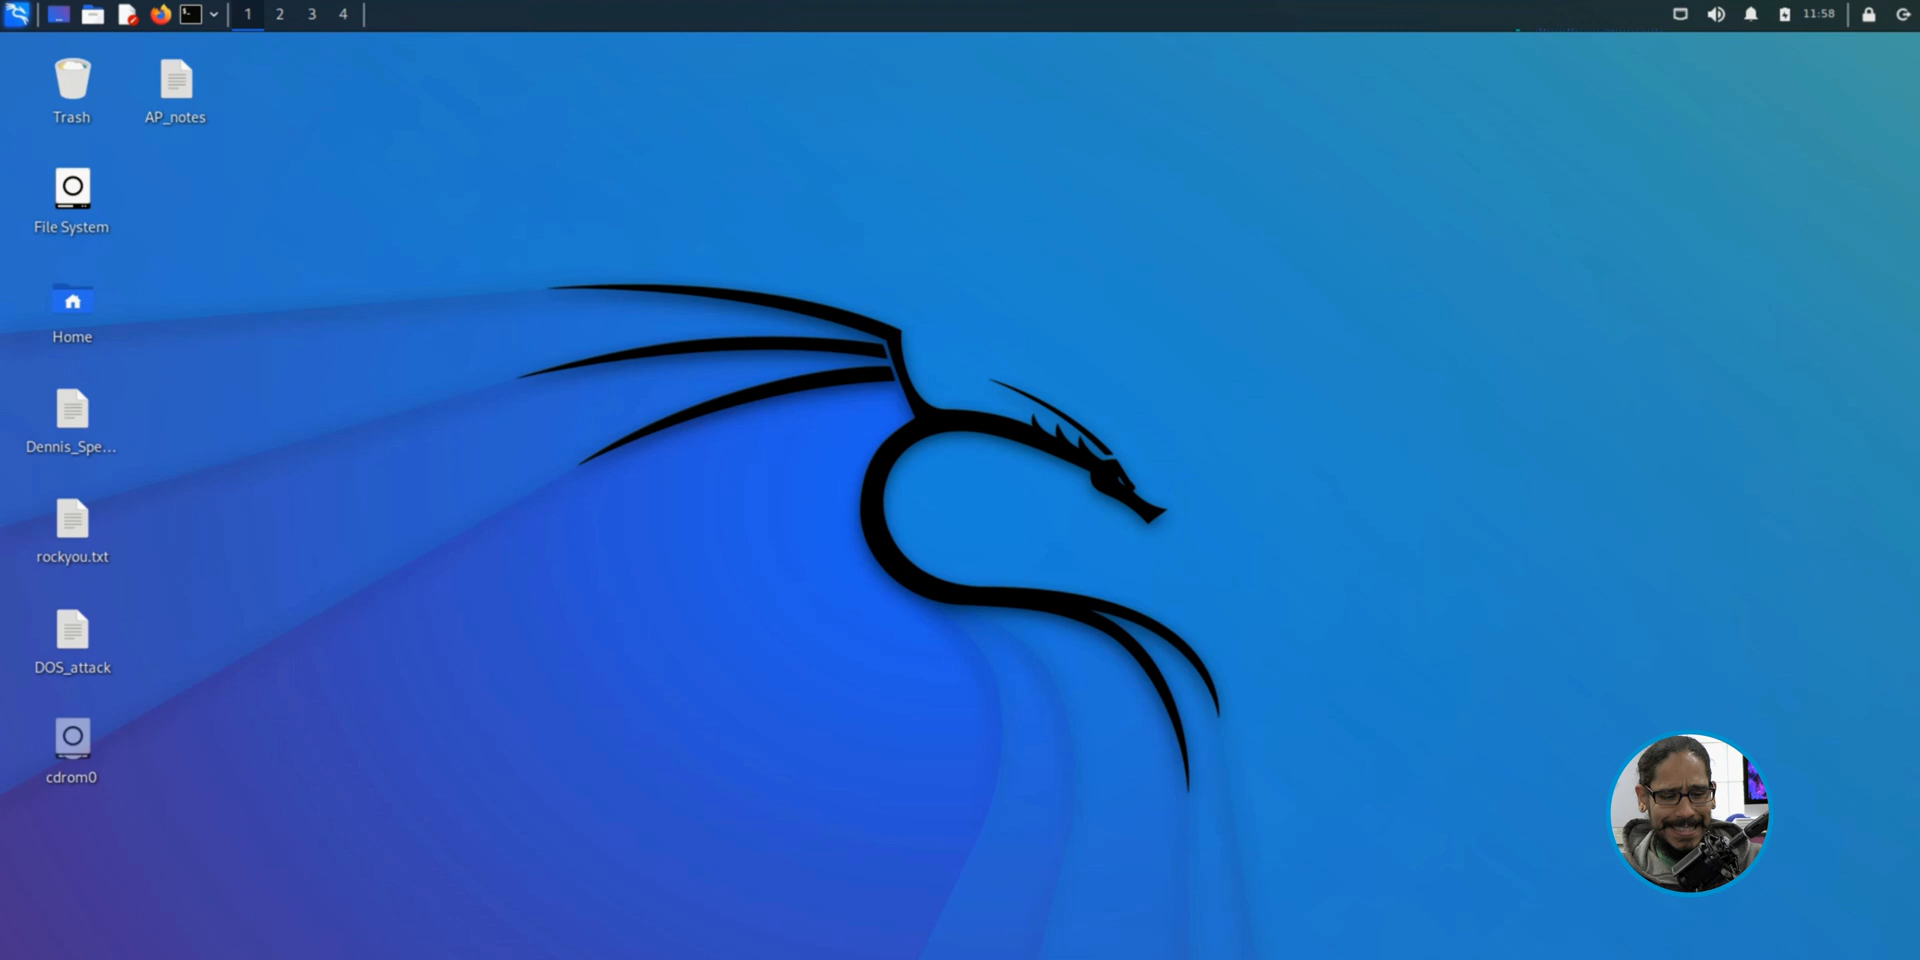 1 2 3 4
11:58
Trash
AP_notes
File System
Home
Dennis_Spe...
rockyou.txt
DOS_attack
cdrom0